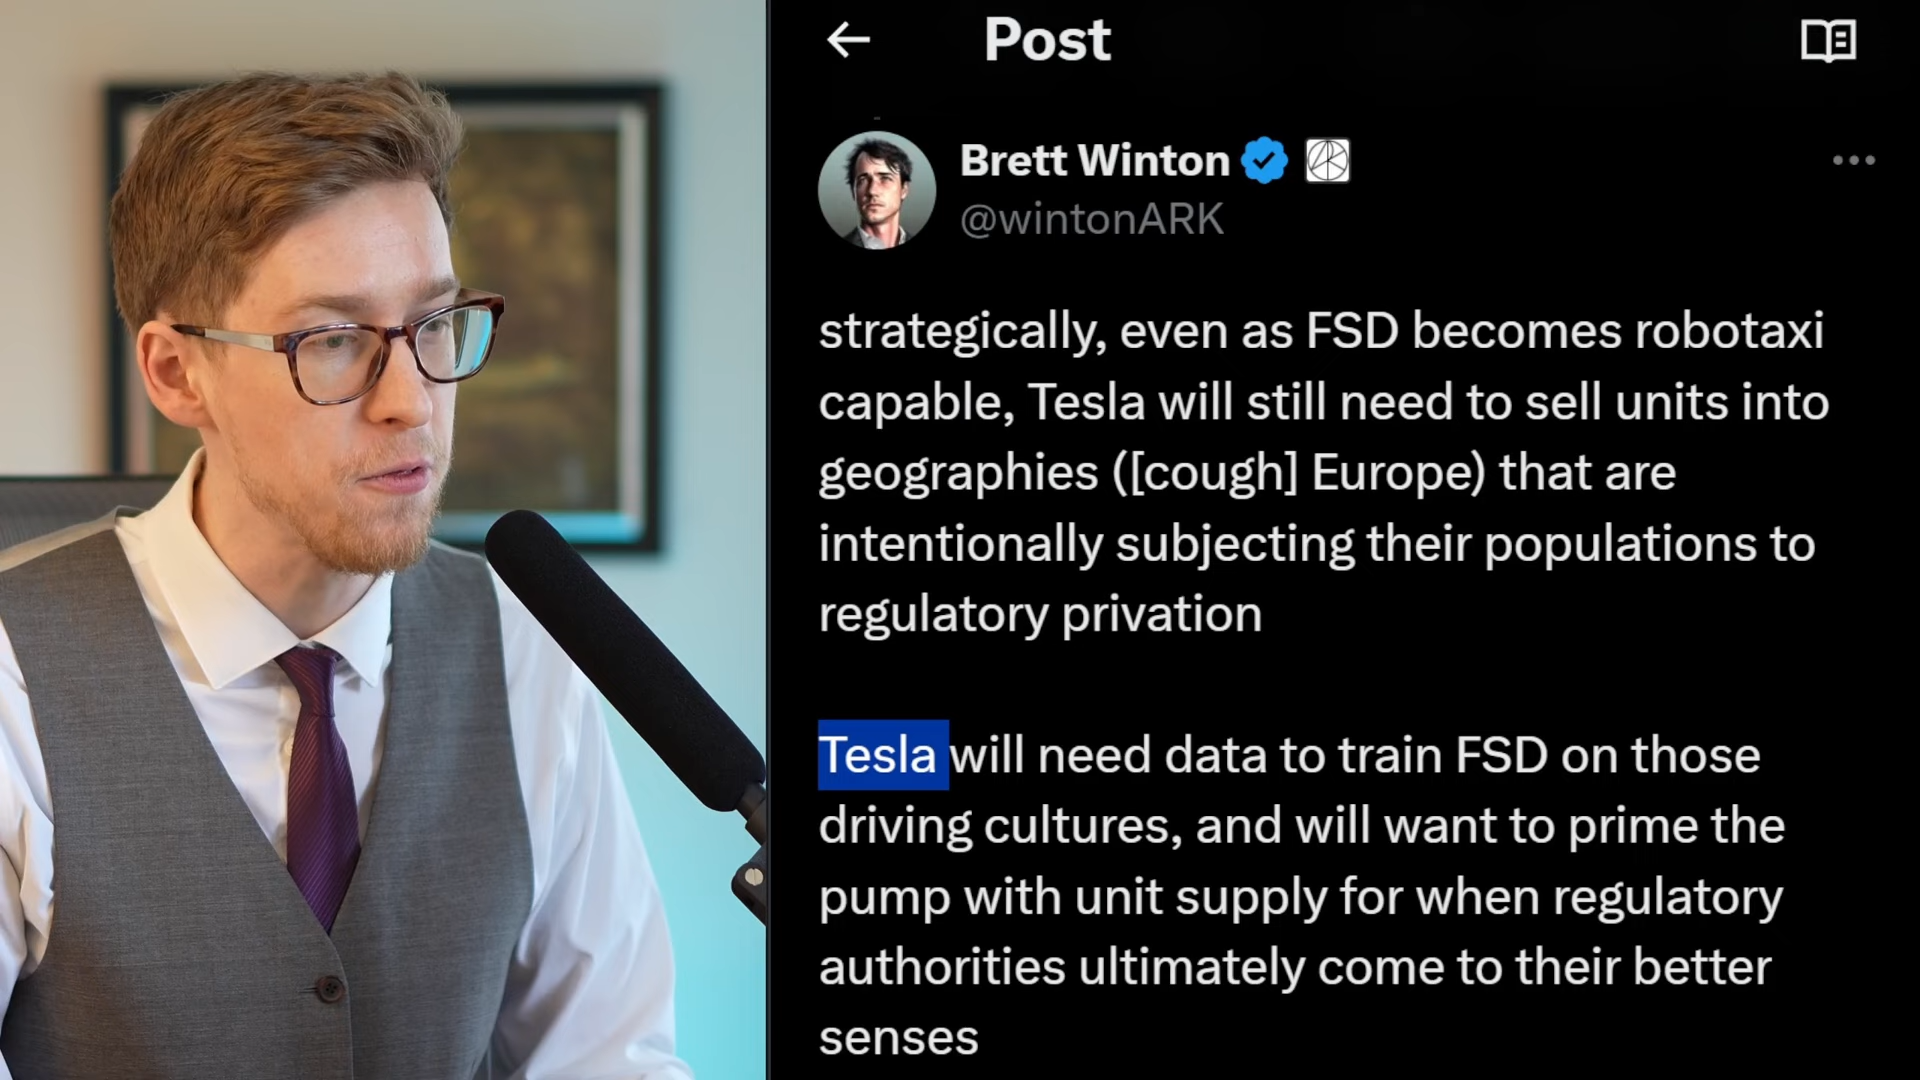 Post
Brett Winton
@wintonARK
strategically, even as FSD becomes robotaxi
capable, Tesla will still need to sell units into
geographies ([cough] Europe) that are
intentionally subjecting their populations to
regulatory privation
Tesla will need data to train FSD on those
driving cultures, and will want to prime the
pump with unit supply for when regulatory
authorities ultimately come to their better
senses